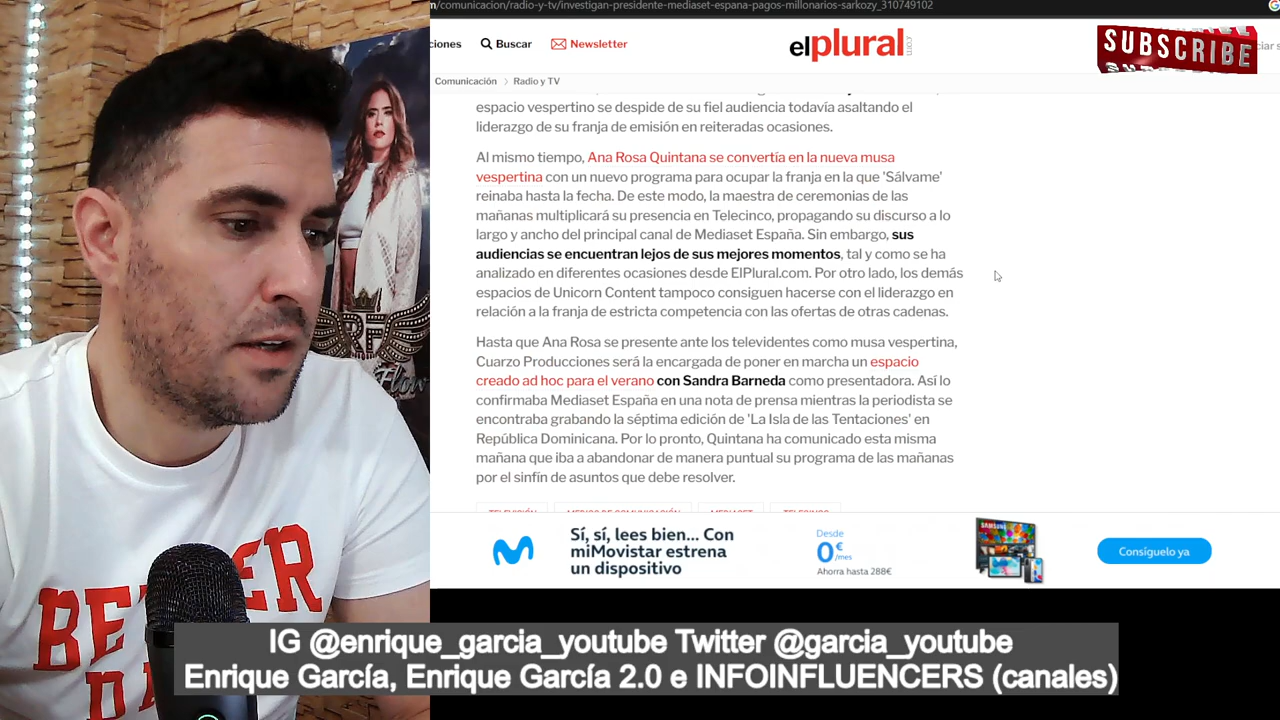 m/comunicacion/radio-y-tv/investigan-presidente-mediaset-espana-pagos-millonarios-sarkozy_310749102
ciones Buscar Newsletter
elplural.com
SUBSCRIBE
Comunicación > Radio y TV
espacio vespertino se despide de su fiel audiencia todavía asaltando el
liderazgo de su franja de emisión en reiteradas ocasiones.
Al mismo tiempo, Ana Rosa Quintana se convertía en la nueva musa
vespertina con un nuevo programa para ocupar la franja en la que 'Sálvame'
reinaba hasta la fecha. De este modo, la maestra de ceremonias de las
mañanas multiplicará su presencia en Telecinco, propagando su discurso a lo
largo y ancho del principal canal de Mediaset España. Sin embargo, sus
audiencias se encuentran lejos de sus mejores momentos, tal y como se ha
analizado en diferentes ocasiones desde ElPlural.com. Por otro lado, los demás
espacios de Unicorn Content tampoco consiguen hacerse con el liderazgo en
relación a la franja de estricta competencia con las ofertas de otras cadenas.
Hasta que Ana Rosa se presente ante los televidentes como musa vespertina,
Cuarzo Producciones será la encargada de poner en marcha un espacio
creado ad hoc para el verano con Sandra Barneda como presentadora. Así lo
confirmaba Mediaset España en una nota de prensa mientras la periodista se
encontraba grabando la séptima edición de 'La Isla de las Tentaciones' en
República Dominicana. Por lo pronto, Quintana ha comunicado esta misma
mañana que iba a abandonar de manera puntual su programa de las mañanas
por el sinfín de asuntos que debe resolver.
TELEVISIÓN MEDIOS DE COMUNICACIÓN MEDIASET TELECINCO
Sí, sí, lees bien... Con
miMovistar estrena
un dispositivo
Desde
0€/mes
Ahorra hasta 288€
SAMSUNG
Consíguelo ya
RF
Flow
IG @enrique_garcia_youtube Twitter @garcia_youtube
Enrique García, Enrique García 2.0 e INFOINFLUENCERS (canales)